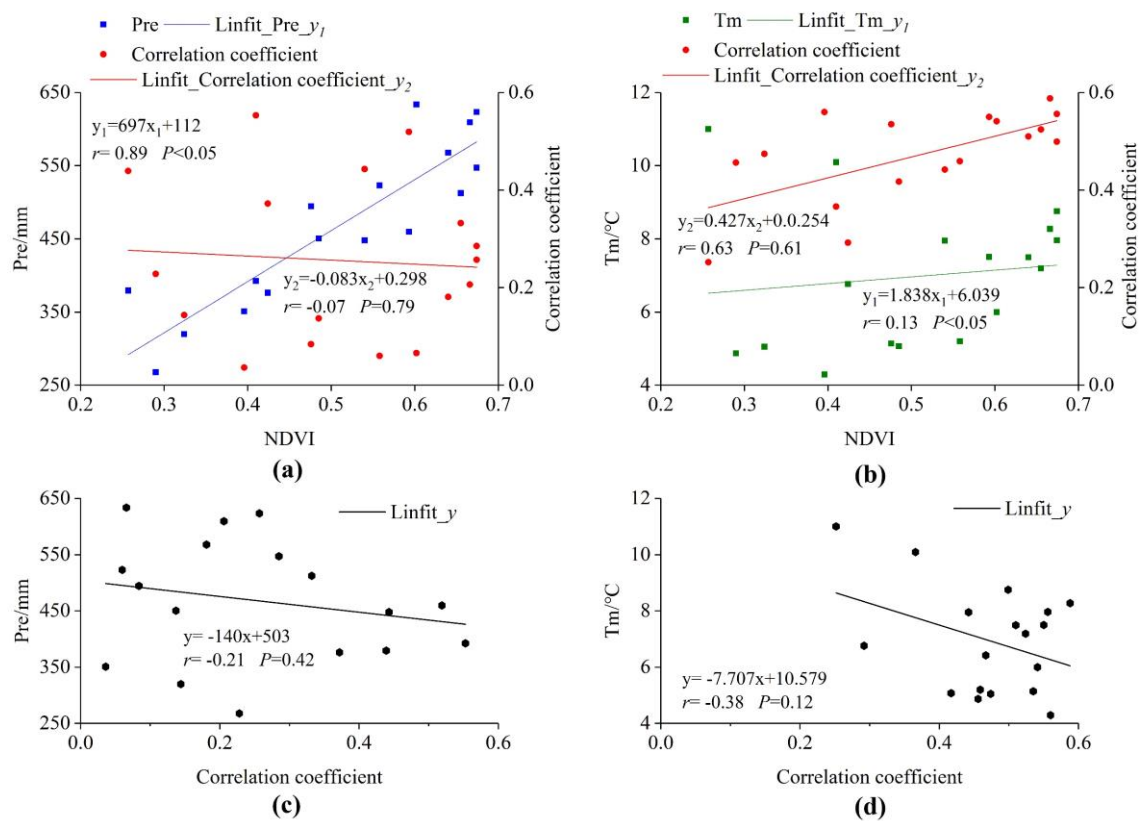 Pre Linfit_Pre_y1
Correlation coefficient
Linfit_Correlation coefficient_y2
650
550
450
350
250
Pre/mm
y1=697x1+112
r= 0.89 P<0.05
y2=-0.083x2+0.298
r= -0.07 P=0.79
0.6
0.4
0.2
0.0
Correlation coefficient
0.2 0.3 0.4 0.5 0.6 0.7
NDVI
(a)
Tm Linfit_Tm_y1
Correlation coefficient
Linfit_Correlation coefficient_y2
12
10
8
6
4
Tm/°C
y2=0.427x2+0.0.254
r= 0.63 P=0.61
y1=1.838x1+6.039
r= 0.13 P<0.05
0.6
0.4
0.2
0.0
Correlation coefficient
0.2 0.3 0.4 0.5 0.6 0.7
NDVI
(b)
650
550
450
350
250
Pre/mm
Linfit_y
y= -140x+503
r= -0.21 P=0.42
0.0 0.2 0.4 0.6
Correlation coefficient
(c)
12
10
8
6
4
Tm/°C
Linfit_y
y= -7.707x+10.579
r= -0.38 P=0.12
0.0 0.2 0.4 0.6
Correlation coefficient
(d)